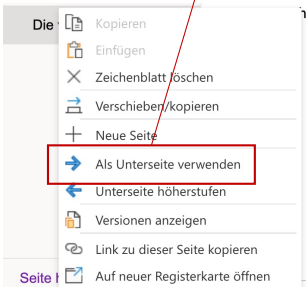 Die
Kopieren
Einfügen
Zeichenblatt löschen
Verschieben/kopieren
Neue Seite
Als Unterseite verwenden
Unterseite höherstufen
Versionen anzeigen
Link zu dieser Seite kopieren
Seite
Auf neuer Registerkarte öffnen